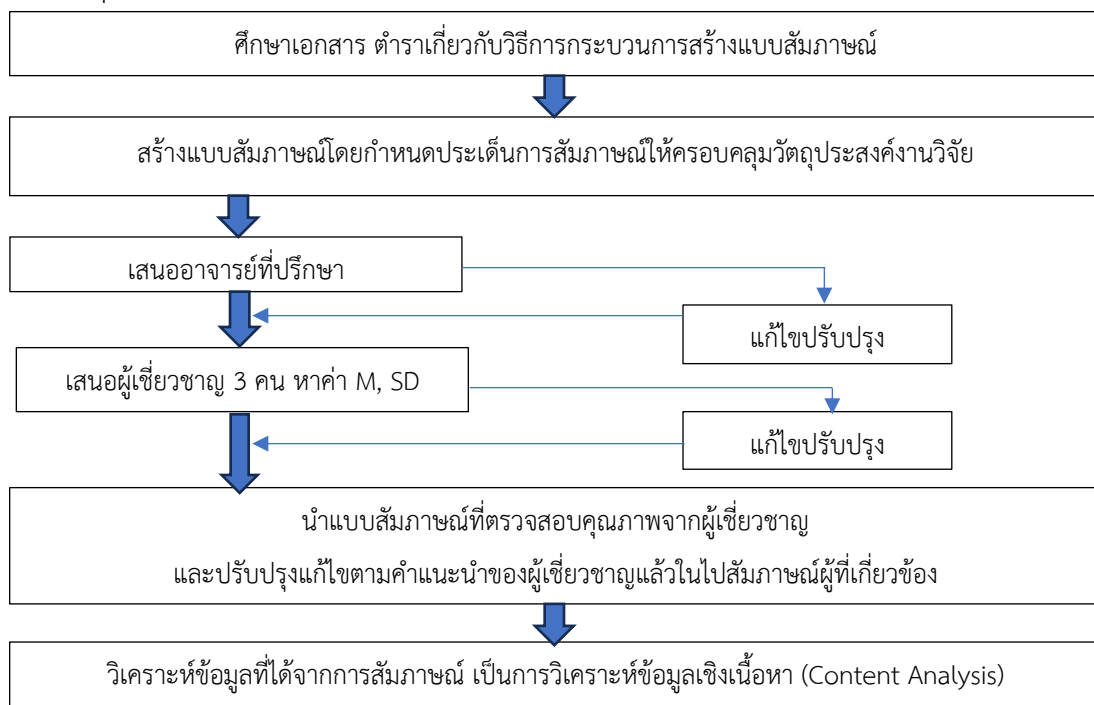 ศึกษาเอกสาร ตำราเกี่ยวกับวิธีการกระบวนการสร้างแบบสัมภาษณ์
สร้างแบบสัมภาษณ์โดยกำหนดประเด็นการสัมภาษณ์ให้ครอบคลุมวัตถุประสงค์งานวิจัย
เสนออาจารย์ที่ปรึกษา
แก้ไขปรับปรุง
เสนอผู้เชี่ยวชาญ 3 คน หาค่า M, SD
แก้ไขปรับปรุง
นำแบบสัมภาษณ์ที่ตรวจสอบคุณภาพจากผู้เชี่ยวชาญ
และปรับปรุงแก้ไขตามคำแนะนำของผู้เชี่ยวชาญแล้วในไปสัมภาษณ์ผู้ที่เกี่ยวข้อง
วิเคราะห์ข้อมูลที่ได้จากการสัมภาษณ์ เป็นการวิเคราะห์ข้อมูลเชิงเนื้อหา (Content Analysis)